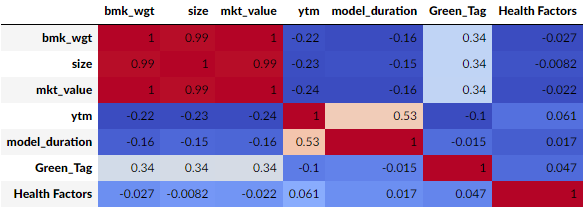 bmk_wgt size mkt_value ytm model_duration Green_Tag Health Factors
bmk_wgt 1 0.99 1 -0.22 -0.16 0.34 -0.027
size 0.99 1 0.99 -0.23 -0.15 0.34 -0.0082
mkt_value 1 0.99 1 -0.24 -0.16 0.34 -0.022
ytm -0.22 -0.23 -0.24 1 0.53 -0.1 0.061
model_duration -0.16 -0.15 -0.16 0.53 1 -0.015 0.017
Green_Tag 0.34 0.34 0.34 -0.1 -0.015 1 0.047
Health Factors -0.027 -0.0082 -0.022 0.061 0.017 0.047 1